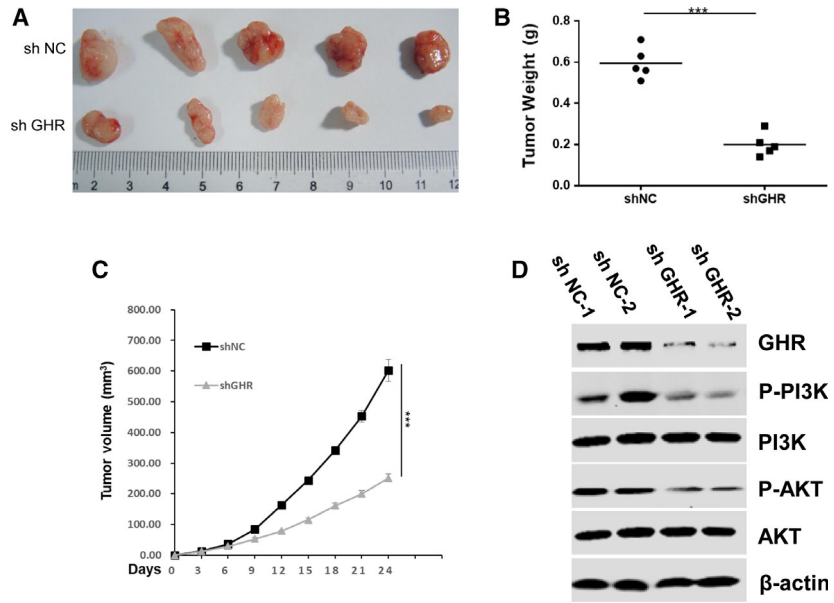 A
sh NC
sh GHR
m 2 3 4 5 6 7 8 9 10 11 12
B
***
Tumor Weight (g)
0.8
0.6
0.4
0.2
0.0
shNC shGHR
C
800.00
700.00
600.00
500.00
400.00
300.00
200.00
100.00
0.00
Tumor volume (mm³)
shNC
shGHR
***
Days 0 3 6 9 12 15 18 21 24
D
sh NC-1 sh NC-2 sh GHR-1 sh GHR-2
GHR
P-PI3K
PI3K
P-AKT
AKT
β-actin